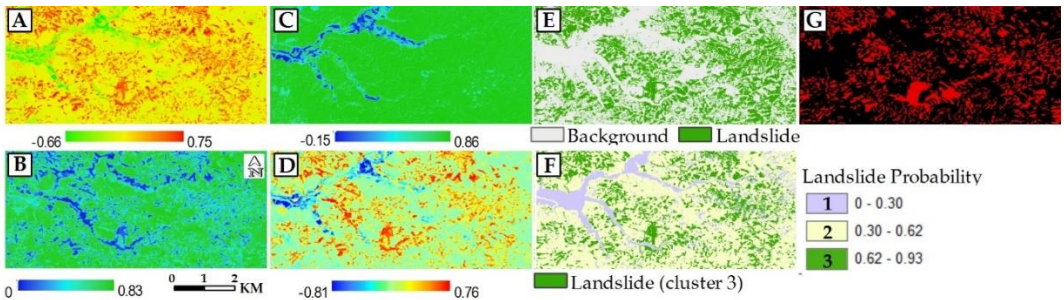 A
C
E
G
-0.66 0.75
-0.15 0.86
Background Landslide
B
N
D
F
Landslide Probability
1 0 - 0.30
2 0.30 - 0.62
3 0.62 - 0.93
0 0.83
0 1 2
KM
-0.81 0.76
Landslide (cluster 3)